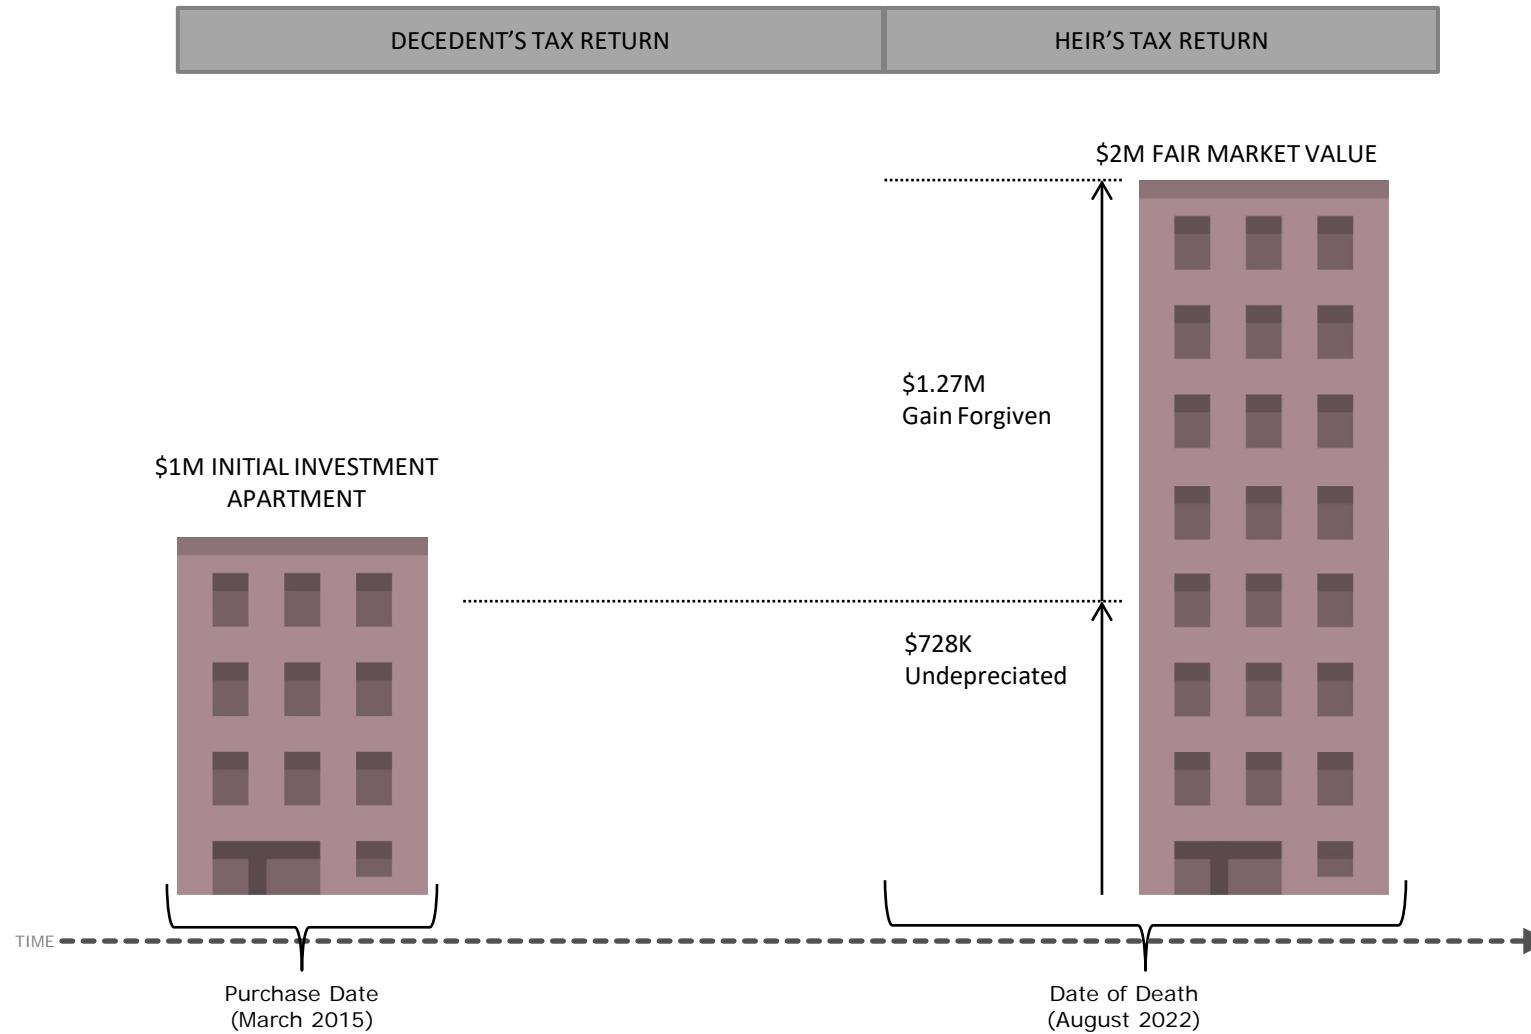 DECEDENT’S TAX RETURN
HEIR’S TAX RETURN
$2M FAIR MARKET VALUE
$1.27M
Gain Forgiven
$1M INITIAL INVESTMENT
APARTMENT
$728K
Undepreciated
TIME
Purchase Date
(March 2015)
Date of Death
(August 2022)